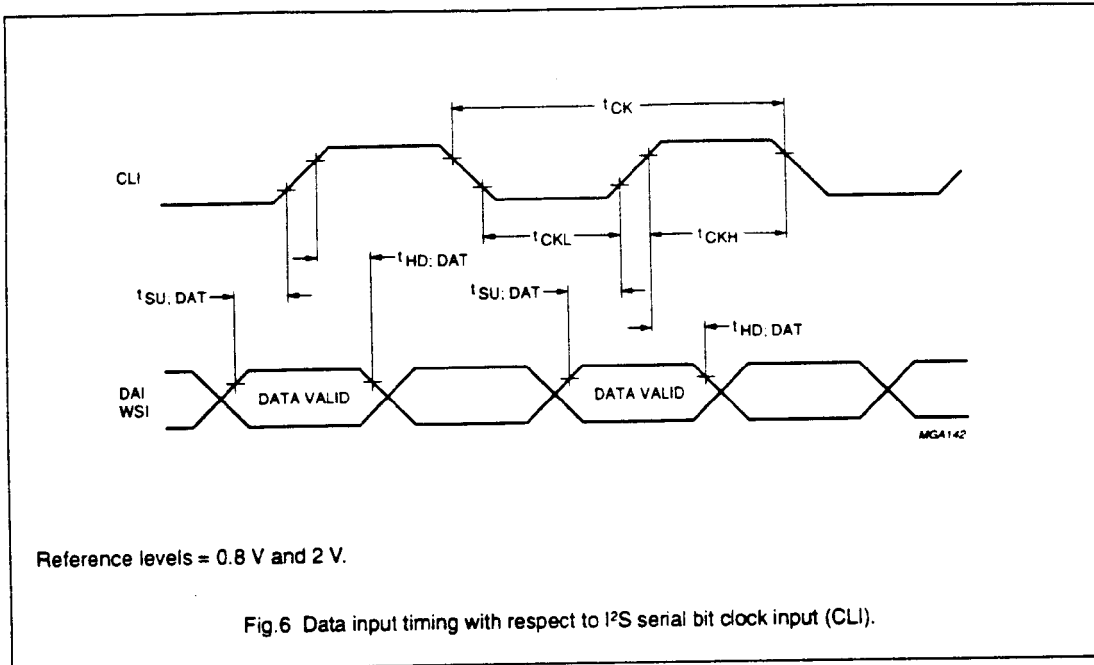 tCK
CLI
tCKL
tCKH
tHD; DAT
tSU; DAT
tSU; DAT
tHD; DAT
DAI
WSI
DATA VALID
DATA VALID
MGA142
Reference levels = 0.8 V and 2 V.
Fig.6 Data input timing with respect to I²S serial bit clock input (CLI).